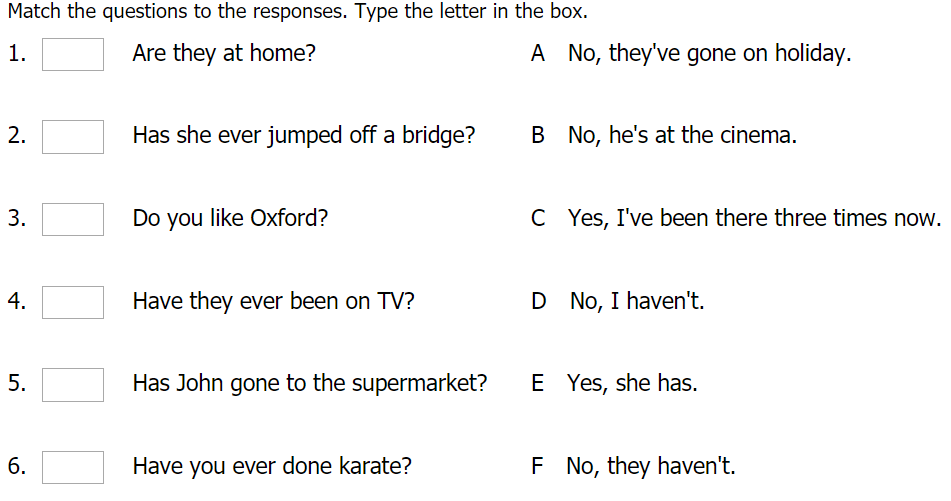 Match the questions to the responses. Type the letter in the box.
1. Are they at home? A No, they've gone on holiday.
2. Has she ever jumped off a bridge? B No, he's at the cinema.
3. Do you like Oxford? C Yes, I've been there three times now.
4. Have they ever been on TV? D No, I haven't.
5. Has John gone to the supermarket? E Yes, she has.
6. Have you ever done karate? F No, they haven't.